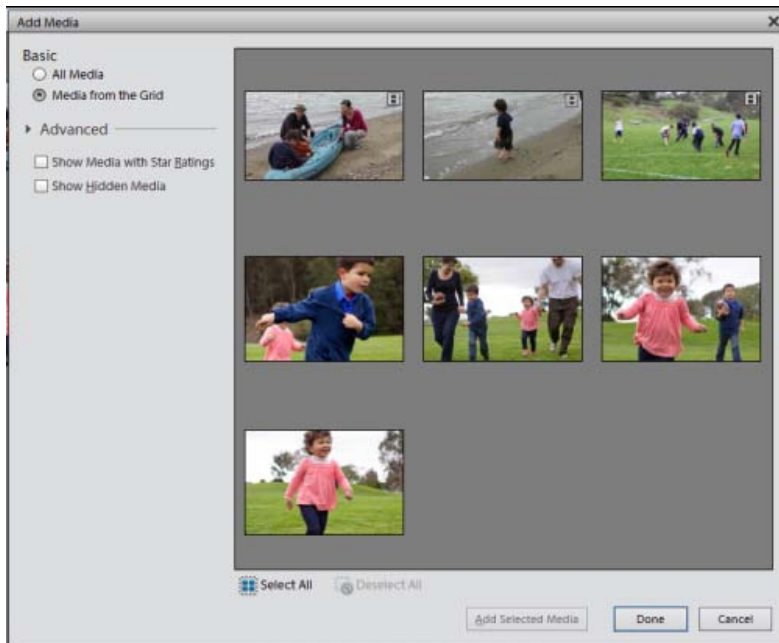 Add Media
Basic
All Media
Media from the Grid
Advanced
Show Media with Star Ratings
Show Hidden Media
Select All
Deselect All
Add Selected Media
Done
Cancel